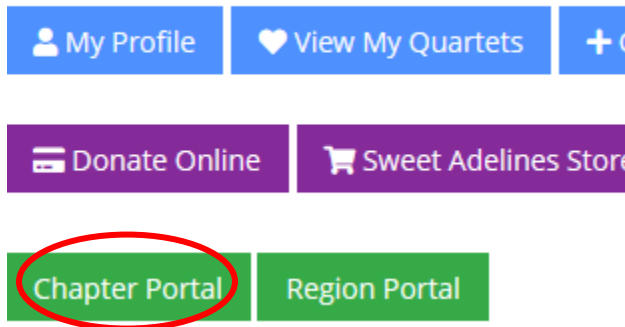 My Profile View My Quartets
Donate Online Sweet Adelines Store
Chapter Portal Region Portal